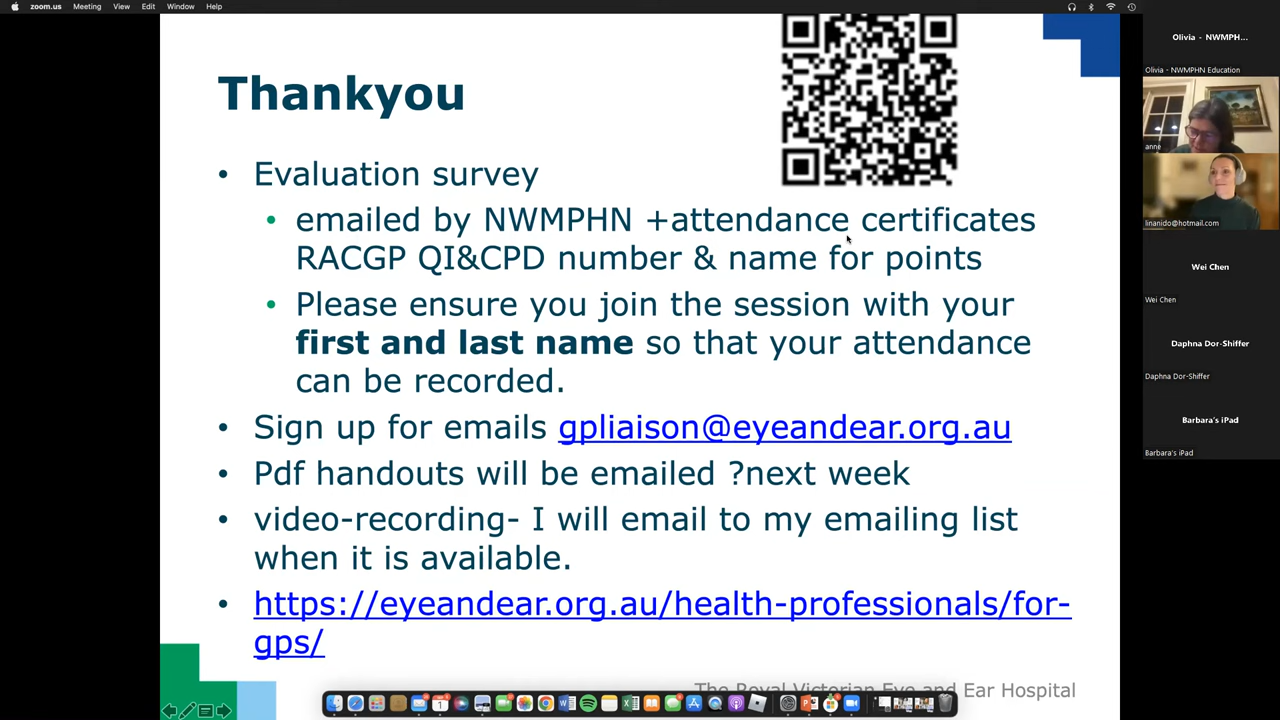 zoom.us Meeting View Edit Window Help
Thankyou
• Evaluation survey
• emailed by NWMPHN +attendance certificates
RACGP QI&CPD number & name for points
• Please ensure you join the session with your
first and last name so that your attendance
can be recorded.
• Sign up for emails gpliaison@eyeandear.org.au
• Pdf handouts will be emailed ?next week
• video-recording- I will email to my emailing list
when it is available.
• https://eyeandear.org.au/health-professionals/for-
gps/
The Royal Victorian Eye and Ear Hospital
Olivia - NWMPH...
Olivia - NWMPHN Education
anne
linanido@hotmail.com
Wei Chen
Wei Chen
Daphna Dor-Shiffer
Daphna Dor-Shiffer
Barbara's iPad
Barbara's iPad